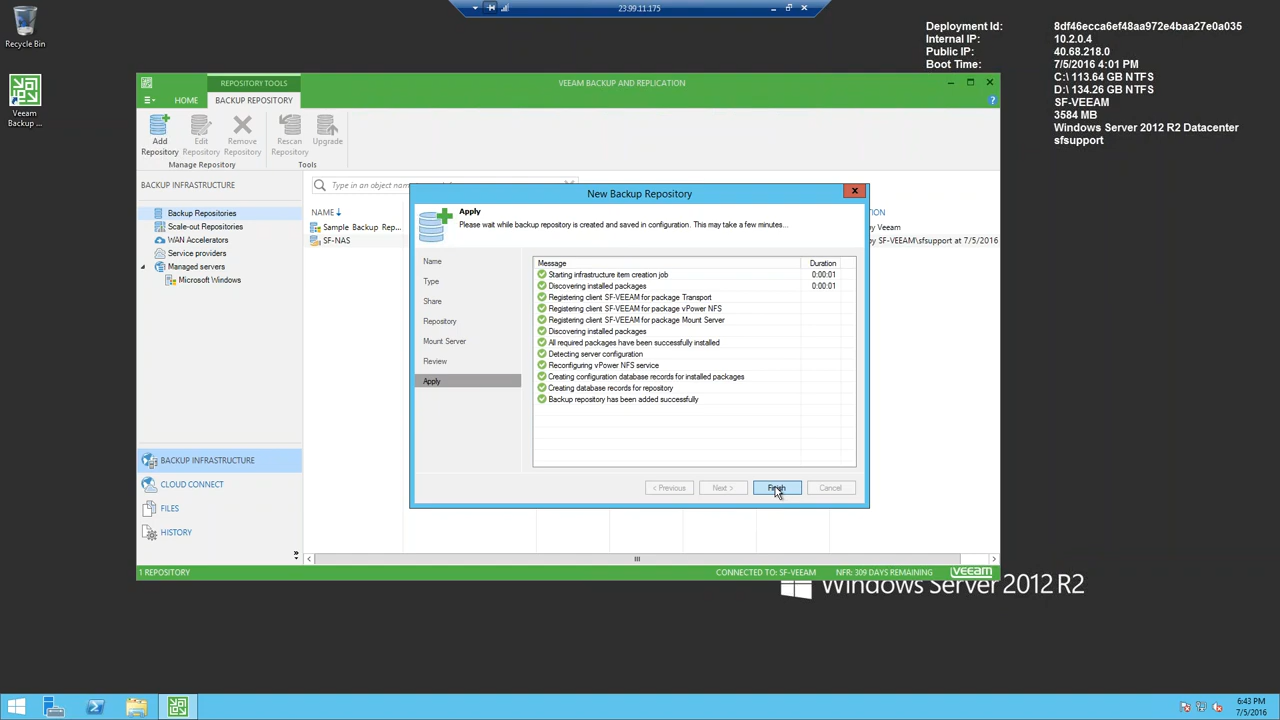 23.99.11.175
Recycle Bin
Veeam
Backup ...
Deployment Id: 8df46ecca6ef48aa972e4baa27e0a035
Internal IP: 10.2.0.4
Public IP: 40.68.218.0
Boot Time: 7/5/2016 4:01 PM
C:\ 113.64 GB NTFS
D:\ 134.26 GB NTFS
SF-VEEAM
3584 MB
Windows Server 2012 R2 Datacenter
sfsupport
REPOSITORY TOOLS
VEEAM BACKUP AND REPLICATION
HOME
BACKUP REPOSITORY
Add Repository
Edit Repository
Remove Repository
Rescan Repository
Upgrade
Manage Repository
Tools
BACKUP INFRASTRUCTURE
Backup Repositories
Scale-out Repositories
WAN Accelerators
Service providers
Managed servers
Microsoft Windows
Type in an object nam
NAME
Sample Backup Rep...
SF-NAS
ION
y Veeam
by SF-VEEAM\sfsupport at 7/5/2016
New Backup Repository
Apply
Please wait while backup repository is created and saved in configuration. This may take a few minutes...
Name
Type
Share
Repository
Mount Server
Review
Apply
Message Duration
Starting infrastructure item creation job 0:00:01
Discovering installed packages 0:00:01
Registering client SF-VEEAM for package Transport
Registering client SF-VEEAM for package vPower NFS
Registering client SF-VEEAM for package Mount Server
Discovering installed packages
All required packages have been successfully installed
Detecting server configuration
Reconfiguring vPower NFS service
Creating configuration database records for installed packages
Creating database records for repository
Backup repository has been added successfully
< Previous
Next >
Finish
Cancel
BACKUP INFRASTRUCTURE
CLOUD CONNECT
FILES
HISTORY
1 REPOSITORY
CONNECTED TO: SF-VEEAM
NFR: 309 DAYS REMAINING
veeam
Windows Server 2012 R2
6:43 PM
7/5/2016